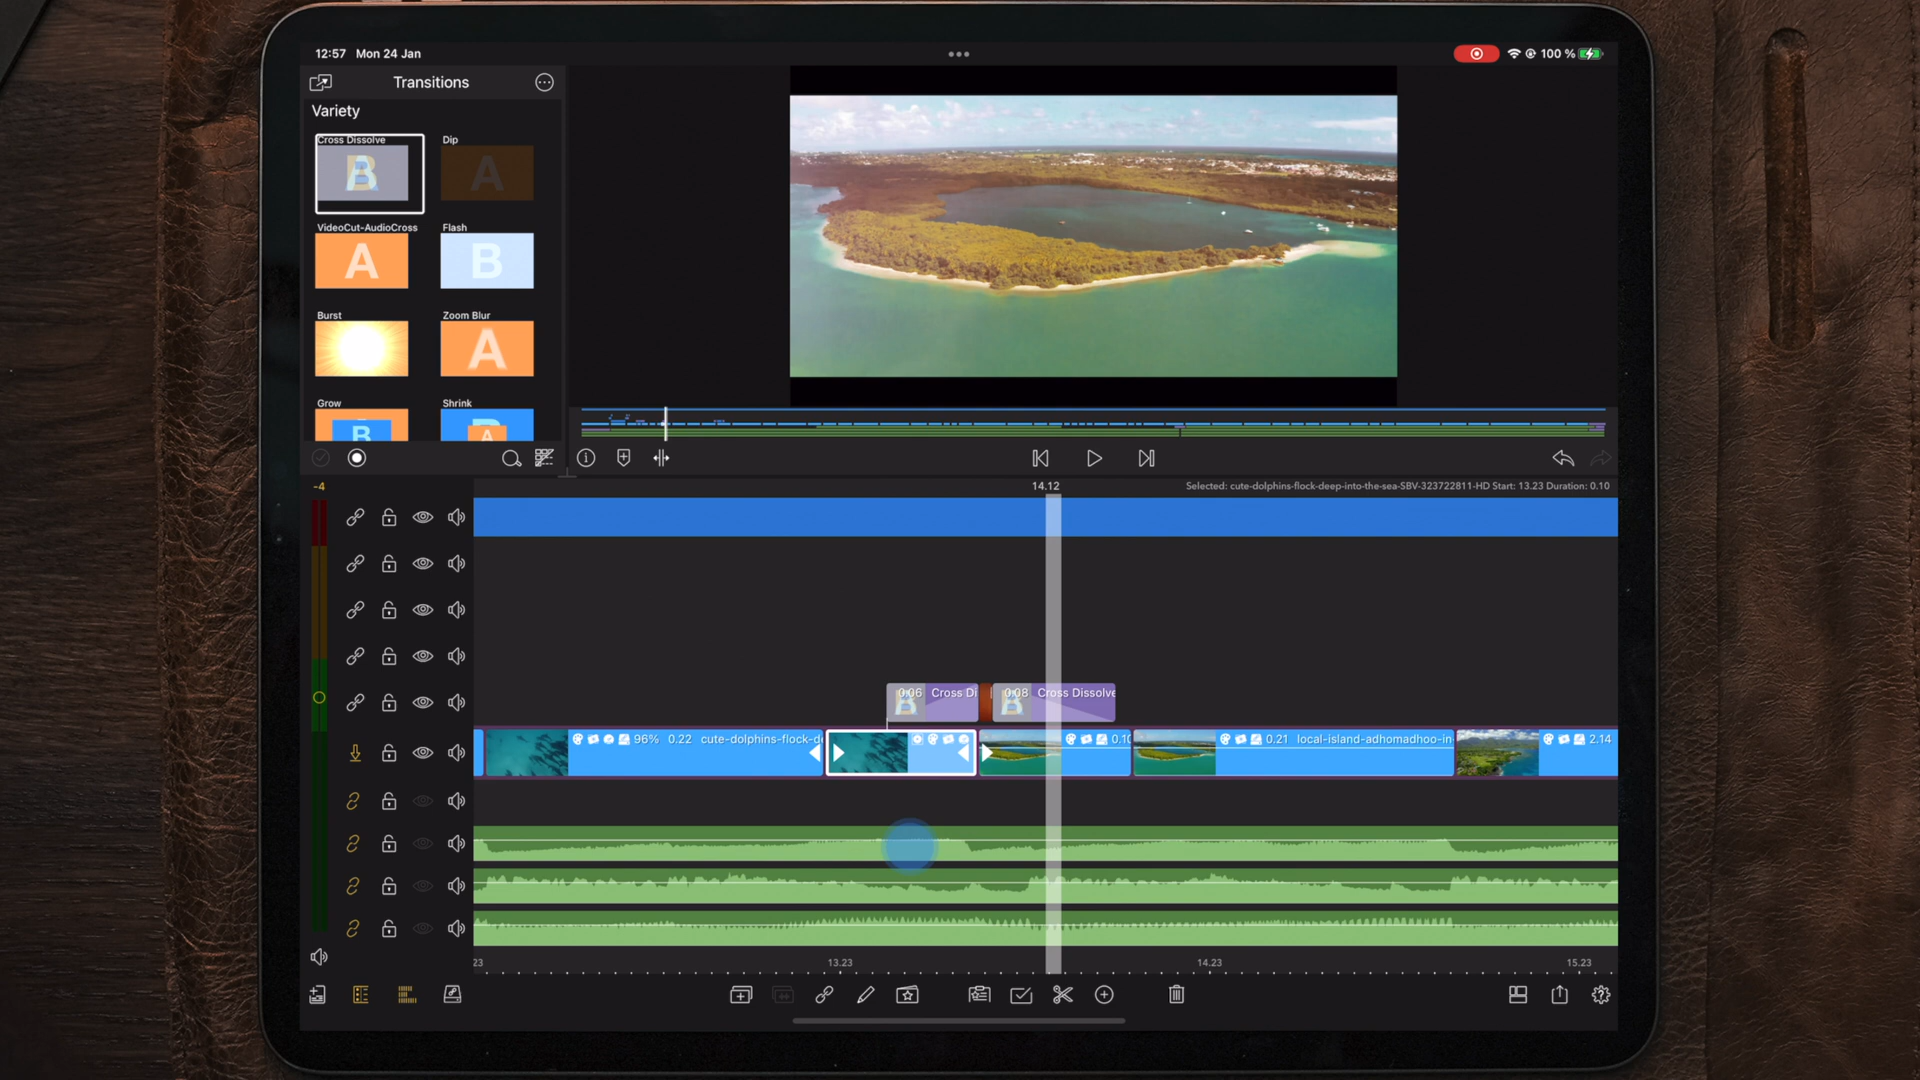 12:57 Mon 24 Jan
100 %
Transitions
Variety
Cross Dissolve
Dip
B
A
VideoCut-AudioCross
Flash
A
B
Burst
Zoom Blur
A
Grow
Shrink
B
A
-4
14.12
Selected: cute-dolphins-flock-deep-into-the-sea-SBV-323722811-HD Start: 13.23 Duration: 0.10
0.06 Cross Di
0.08 Cross Dissolve
96% 0.22 cute-dolphins-flock-d
0.10
0.21 local-island-adhomadhoo-in-
2.14
23
13.23
14.23
15.23